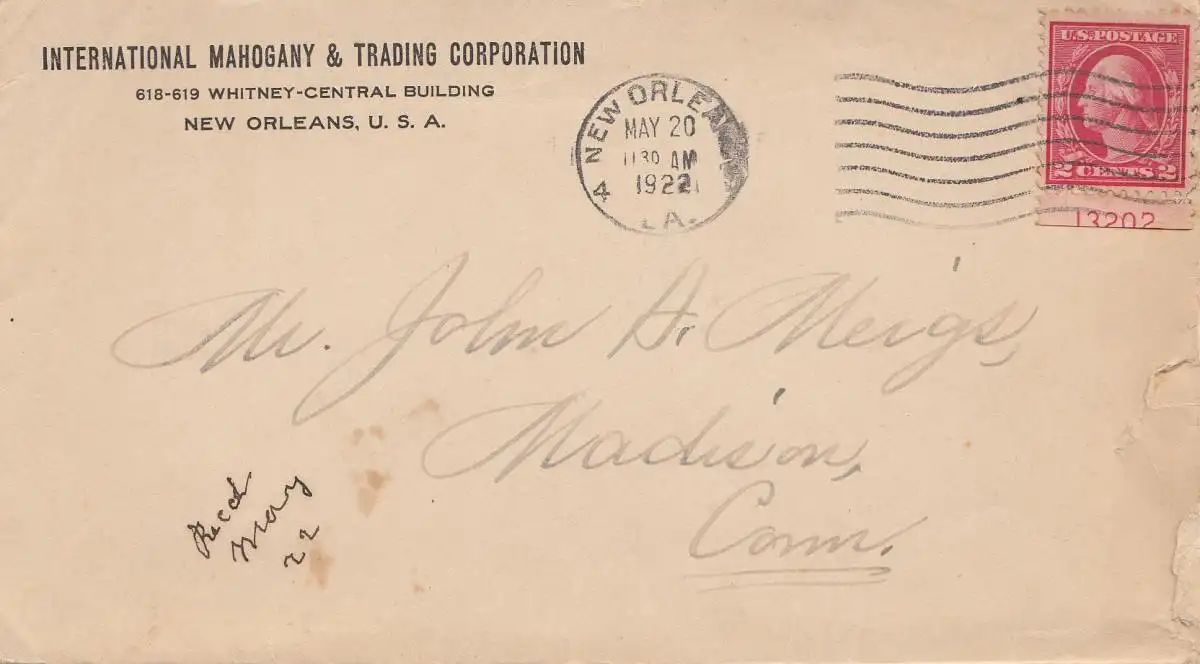 INTERNATIONAL MAHOGANY & TRADING CORPORATION
618-619 WHITNEY-CENTRAL BUILDING
NEW ORLEANS, U. S. A.
4 NEW ORLEANS
MAY 20
11 30 AM
1922
LA.
U.S. POSTAGE
2 CENTS 2
13202
Mr. John A. Meigs,
Madison,
Conn.
Recd
May
22